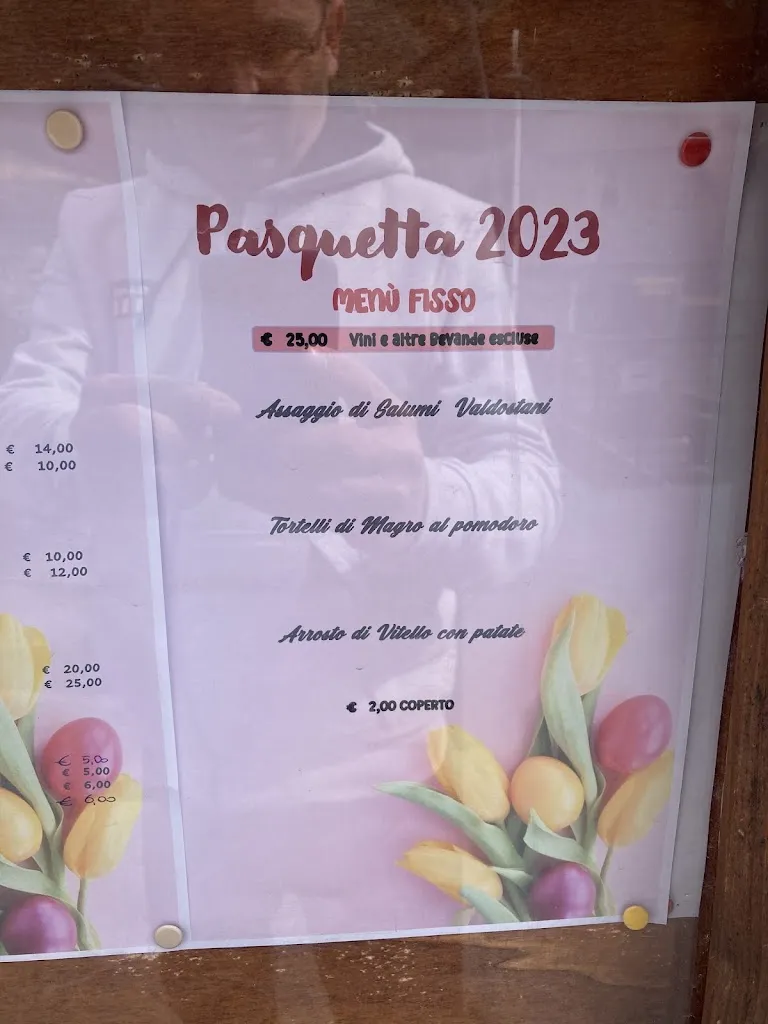 € 14,00
€ 10,00
€ 10,00
€ 12,00
€ 20,00
€ 25,00
€ 5,00
€ 5,00
€ 6,00
€ 6,00
Pasquetta 2023
MENÙ FISSO
€ 25,00 Vini e altre Bevande escluse
Assaggio di Salumi Valdostani
Tortelli di Magro al pomodoro
Arrosto di Vitello con patate
€ 2,00 COPERTO